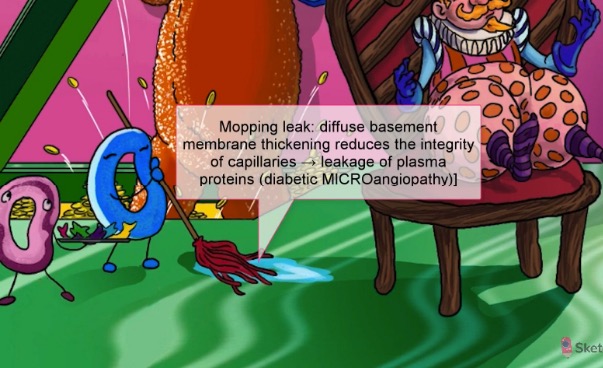 Mopping leak: diffuse basement
membrane thickening reduces the integrity
of capillaries → leakage of plasma
proteins (diabetic MICROangiopathy)]
Sket